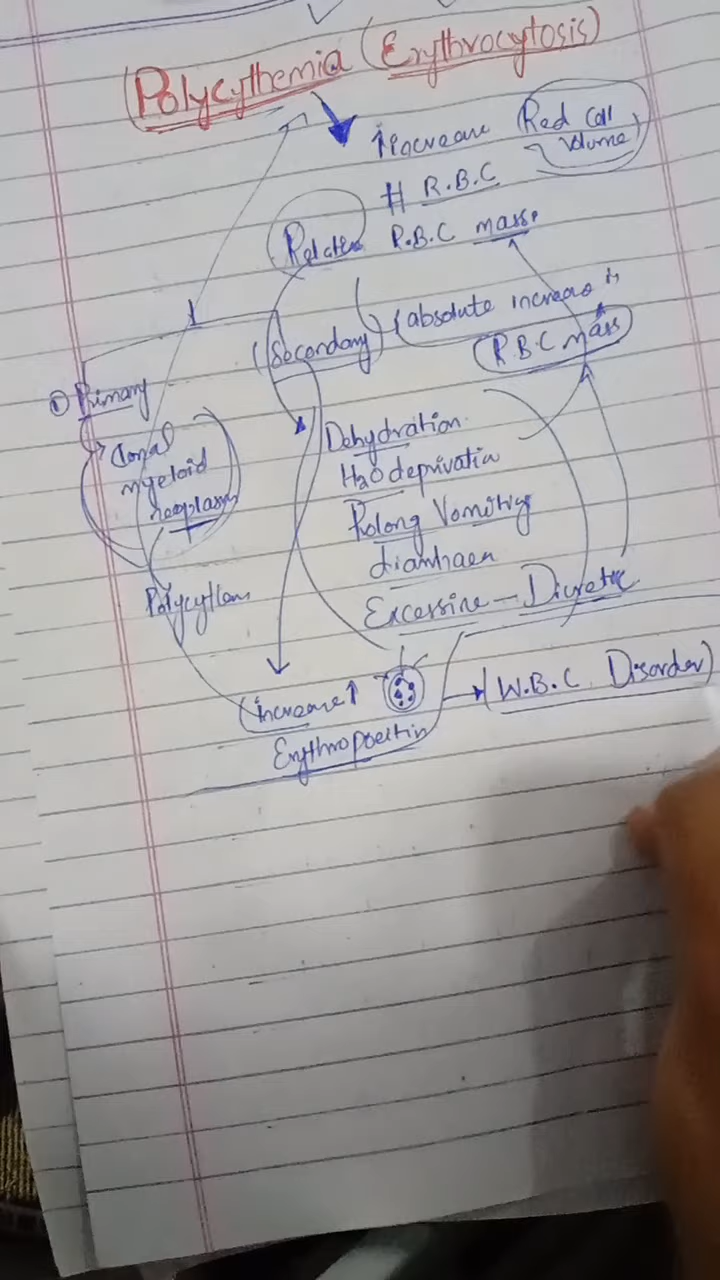 Polycythemia (Erythrocytosis)
↑increase Red Cell Volume
# R.B.C
Relative R.B.C mass
Secondary (absolute increase in R.B.C mass)
① Primary
Clonal
myeloid
neoplasm
Dehydration
H2O deprivation
Prolong Vomiting
diarrhaea
Excessive - Diuretic
Polycythem
increase ↑
Erythropoeitin
(W.B.C Disorder)